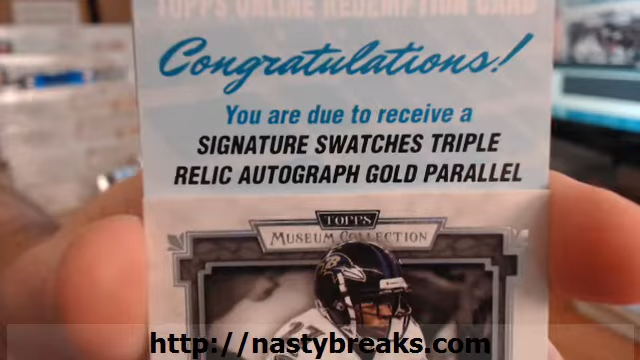 TOPPS ONLINE REDEMPTION CARD
Congratulations!
You are due to receive a
SIGNATURE SWATCHES TRIPLE
RELIC AUTOGRAPH GOLD PARALLEL
TOPPS
MUSEUM COLLECTION
27
http://nastybreaks.com